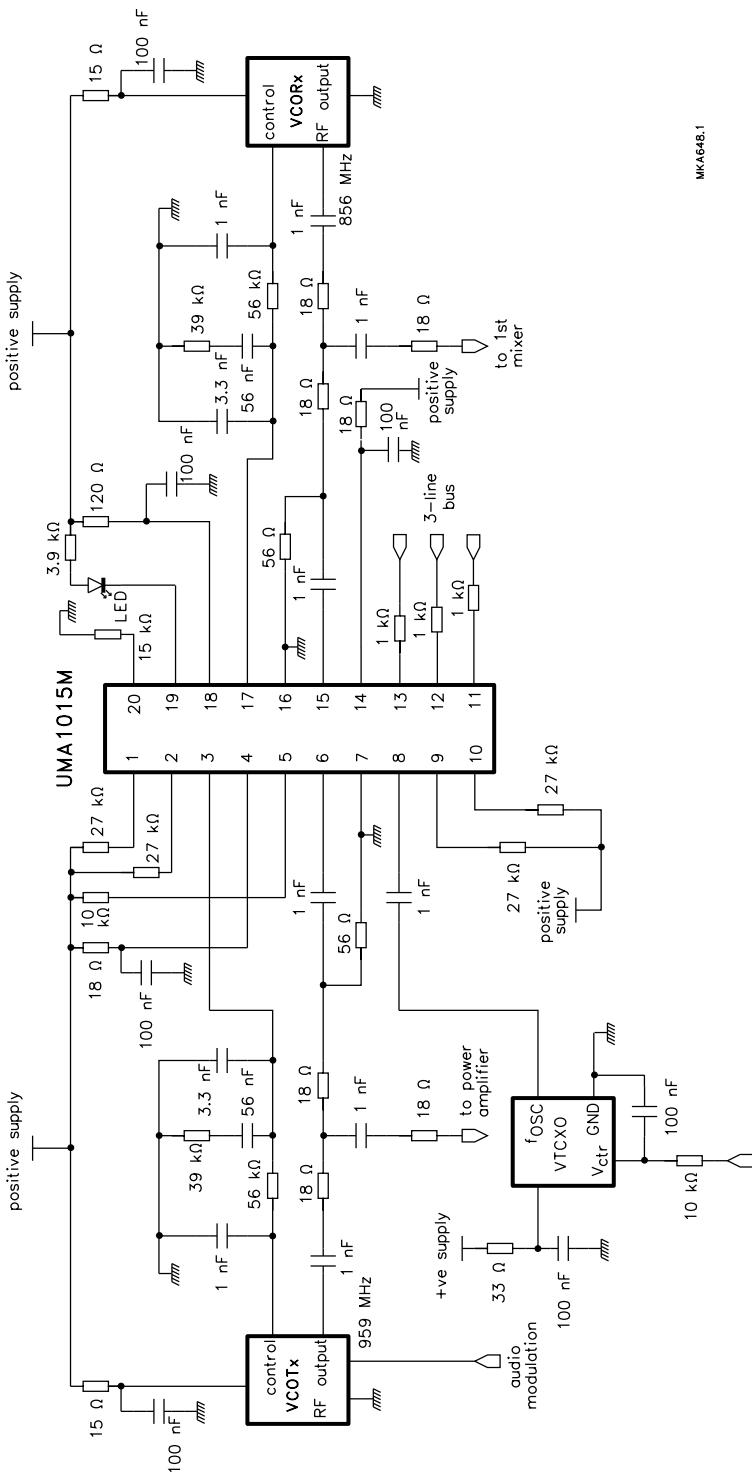 positive supply
15 Ω
100 nF
control
VCORx
RF output
856 MHz
1 nF
1 nF
39 kΩ
56 kΩ
3.3 nF
56 nF
18 Ω
1 nF
18 Ω
to 1st
mixer
18 Ω
18 Ω
positive
supply
100
nF
120 Ω
100 nF
3.9 kΩ
LED
15 kΩ
56 Ω
1 nF
3-line
bus
1 kΩ
1 kΩ
1 kΩ
UMA1015M
20
19
18
17
16
15
14
13
12
11
1
2
3
4
5
6
7
8
9
10
27 kΩ
27 kΩ
10
kΩ
18 Ω
100 nF
1 nF
56 Ω
1 nF
27 kΩ
27 kΩ
positive
supply
positive supply
3.3 nF
56 nF
39 kΩ
56 kΩ
1 nF
18 Ω
18 Ω
1 nF
18 Ω
to power
amplifier
1 nF
959 MHz
15 Ω
100 nF
control
VCOTx
RF output
audio
modulation
+ve supply
33 Ω
100 nF
fOSC
VTCXO
Vctr GND
100 nF
10 kΩ
MKA648.1